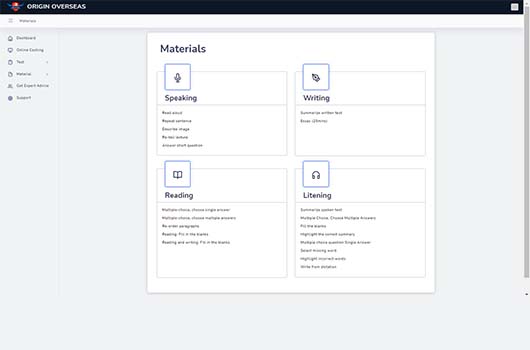 ORIGIN OVERSEAS
Materials
Dashboard
Online Coching
Test
Material
Get Expert Advice
Support
Materials
Speaking
Read aloud
Repeat sentence
Describe image
Re-tell lecture
Answer short question
Writing
Summarize written text
Essay (20mins)
Reading
Multiple-choice, choose single answer
Multiple-choice, choose multiple answers
Re-order paragraphs
Reading: Fill in the blanks
Reading and writing: Fill in the blanks
Litening
Summarize spoken text
Multiple Choice, Choose Multiple Answers
Fill the blanks
Highlight the correct summary
Multiple choice question Single Answer
Select missing word
Highlight incorrect words
Write from dictation